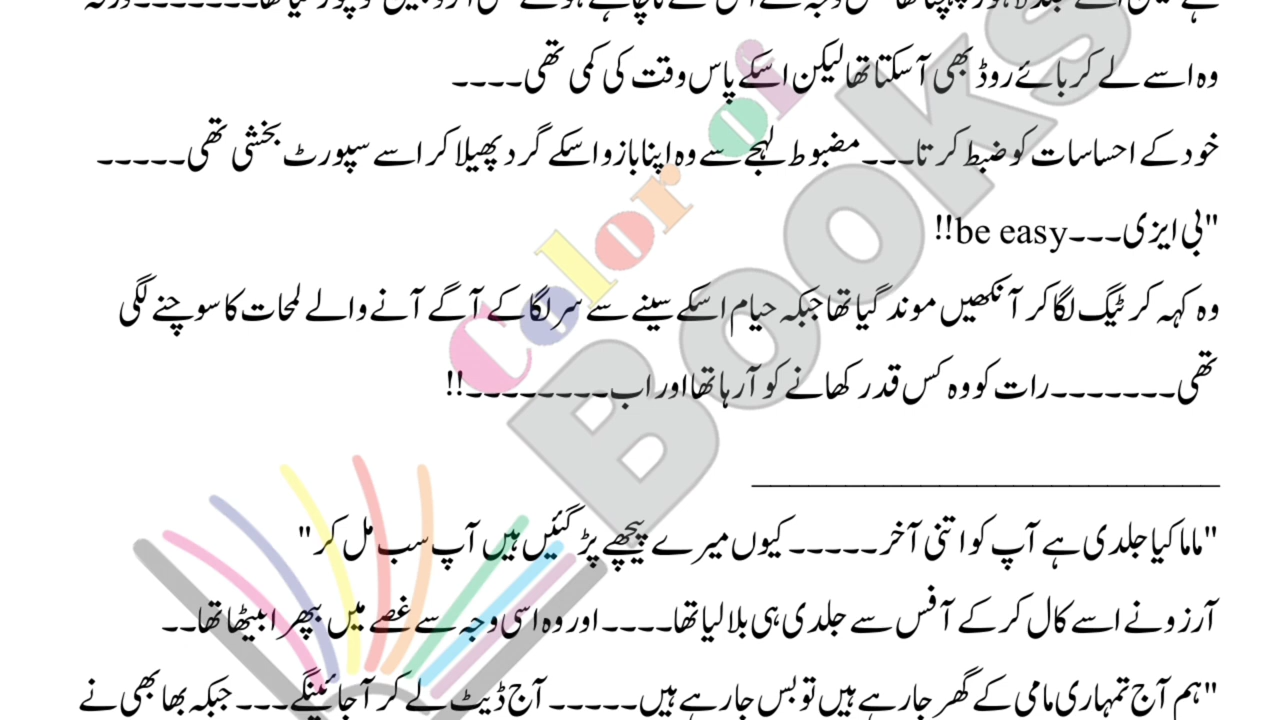 وہ اسے لے کر بائے روڈ بھی آسکتا تھا لیکن اسکے پاس وقت کی کمی تھی۔۔۔۔
خود کے احساسات کو ضبط کرتا۔۔۔مضبوط لہجے سے وہ اپنا بازو اسکے گرد پھیلا کر اسے سپورٹ بخشی تھی۔۔۔۔۔
"بی ایزی۔۔۔be easy!!
وہ کہہ کر ٹیگ لگا کر آنکھیں موند گیا تھا جبکہ حیام اسکے سینے سے سر لگا کے آگے آنے والے لمحات کا سوچنے لگی
تھی۔۔۔۔۔۔۔رات کو وہ کس قدر کھانے کو آرہا تھا اور اب۔۔۔۔۔۔۔۔!!
__________________________
"ماما کیا جلدی ہے آپ کو اتنی آخر۔۔۔۔۔کیوں میرے پیچھے پڑ گئیں ہیں آپ سب مل کر"
آرزو نے اسے کال کر کے آفس سے جلدی ہی بلا لیا تھا۔۔۔۔اور وہ اسی وجہ سے غصے میں بپھرا بیٹھا تھا۔۔
"ہم آج تمہاری مامی کے گھر جارہے ہیں تو بس جارہے ہیں۔۔۔۔۔آج ڈیٹ لے کر آجائینگے۔۔۔جبکہ بھابھی نے
Color of
Books